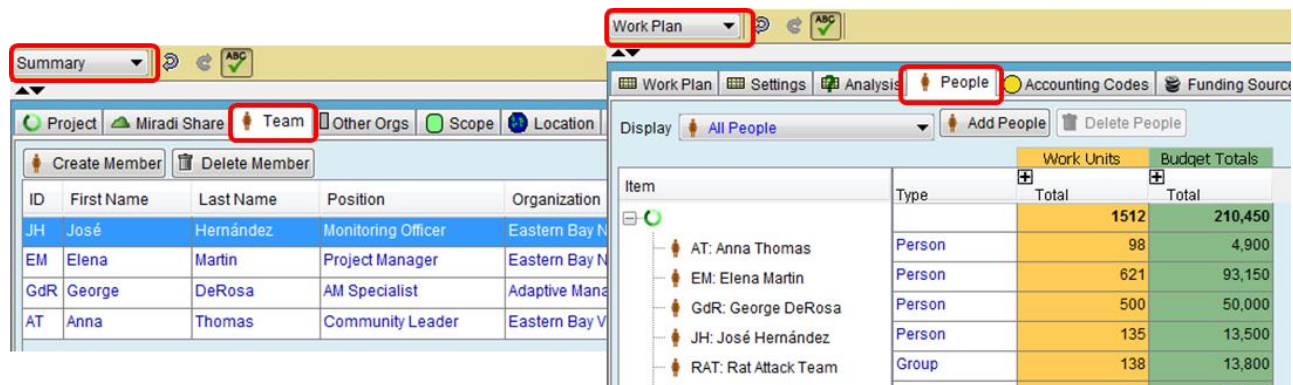 Summary ABC
Project Miradi Share Team Other Orgs Scope Location
Create Member Delete Member
ID First Name Last Name Position Organization
JH José Hernández Monitoring Officer Eastern Bay N
EM Elena Martin Project Manager Eastern Bay N
GdR George DeRosa AM Specialist Adaptive Mana
AT Anna Thomas Community Leader Eastern Bay V
Work Plan ABC
Work Plan Settings Analysis People Accounting Codes Funding Source
Display All People Add People Delete People
Work Units Budget Totals
Item Type Total Total
1512 210,450
AT: Anna Thomas Person 98 4,900
EM: Elena Martin Person 621 93,150
GdR: George DeRosa Person 500 50,000
JH: José Hernández Person 135 13,500
RAT: Rat Attack Team Group 138 13,800